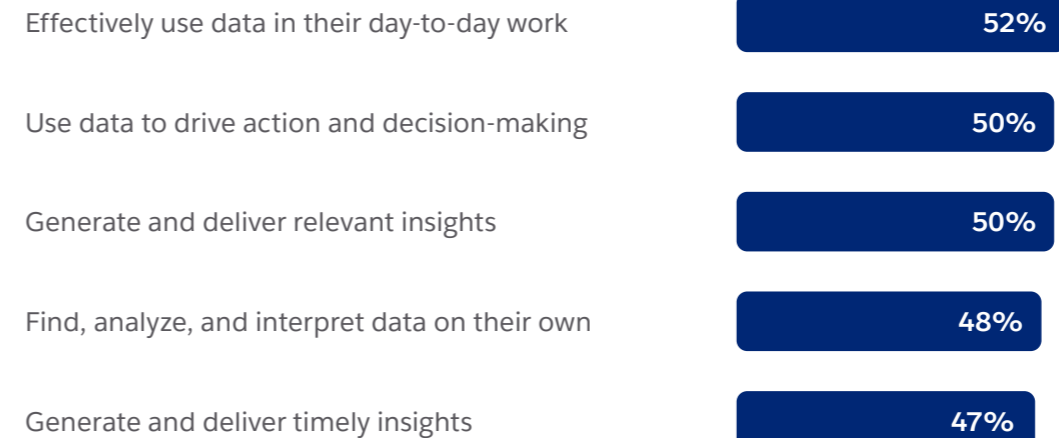 Effectively use data in their day-to-day work 52%
Use data to drive action and decision-making 50%
Generate and deliver relevant insights 50%
Find, analyze, and interpret data on their own 48%
Generate and deliver timely insights 47%